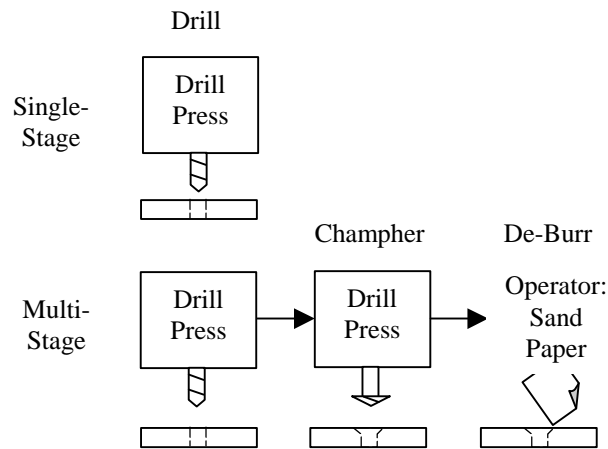 Drill
Single-
Stage
Drill
Press
Champher
De-Burr
Multi-
Stage
Drill
Press
Drill
Press
Operator:
Sand
Paper